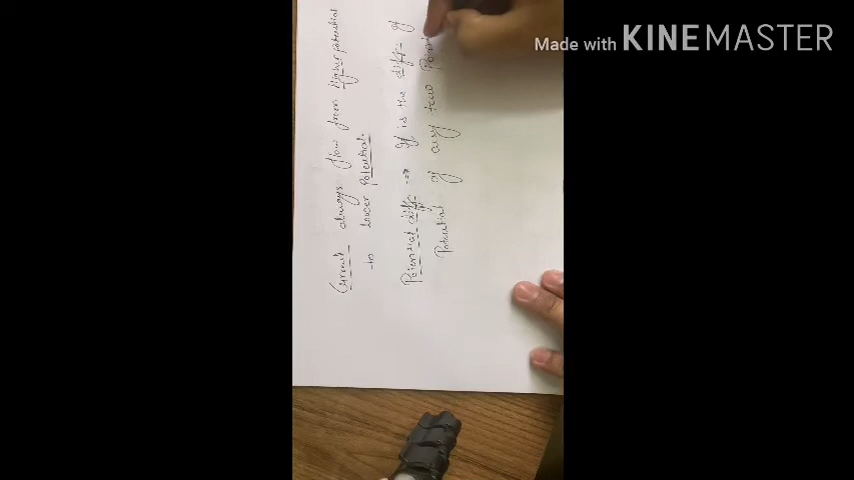 Current always flow from Higher potential
to lower potential.
Potential diff → It is the diff. of
Potential of any two Point
Made with KINEMASTER